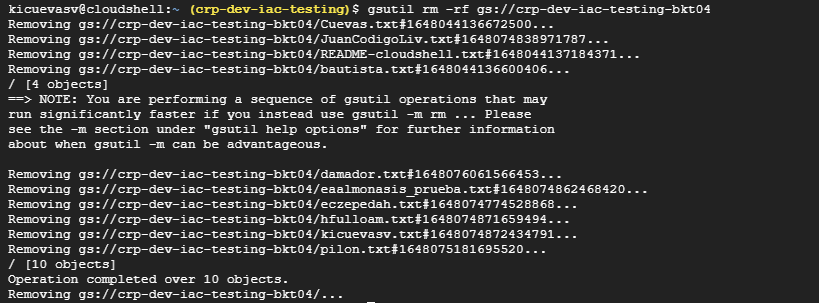 kicuevasv@cloudshell:~ (crp-dev-iac-testing)$ gsutil rm -rf gs://crp-dev-iac-testing-bkt04
Removing gs://crp-dev-iac-testing-bkt04/Cuevas.txt#1648044136672500...
Removing gs://crp-dev-iac-testing-bkt04/JuanCodigoLiv.txt#1648074838971787...
Removing gs://crp-dev-iac-testing-bkt04/README-cloudshell.txt#1648044137184371...
Removing gs://crp-dev-iac-testing-bkt04/bautista.txt#1648044136600406...
/ [4 objects]
==> NOTE: You are performing a sequence of gsutil operations that may
run significantly faster if you instead use gsutil -m rm ... Please
see the -m section under "gsutil help options" for further information
about when gsutil -m can be advantageous.
Removing gs://crp-dev-iac-testing-bkt04/damador.txt#1648076061566453...
Removing gs://crp-dev-iac-testing-bkt04/eaalmonasis_prueba.txt#1648074862468420...
Removing gs://crp-dev-iac-testing-bkt04/eczepedah.txt#1648074774528868...
Removing gs://crp-dev-iac-testing-bkt04/hfulloam.txt#1648074871659494...
Removing gs://crp-dev-iac-testing-bkt04/kicuevasv.txt#1648074872434791...
Removing gs://crp-dev-iac-testing-bkt04/pilon.txt#1648075181695520...
/ [10 objects]
Operation completed over 10 objects.
Removing gs://crp-dev-iac-testing-bkt04/...